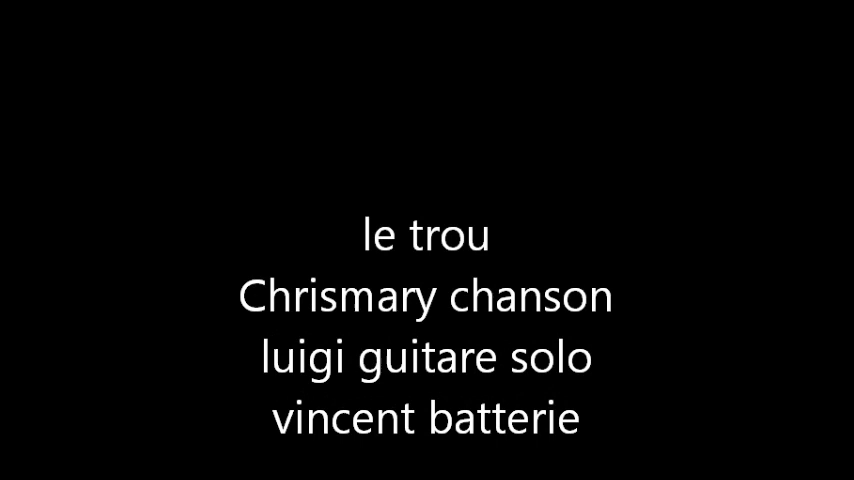 le trou
Chrismary chanson
luigi guitare solo
vincent batterie